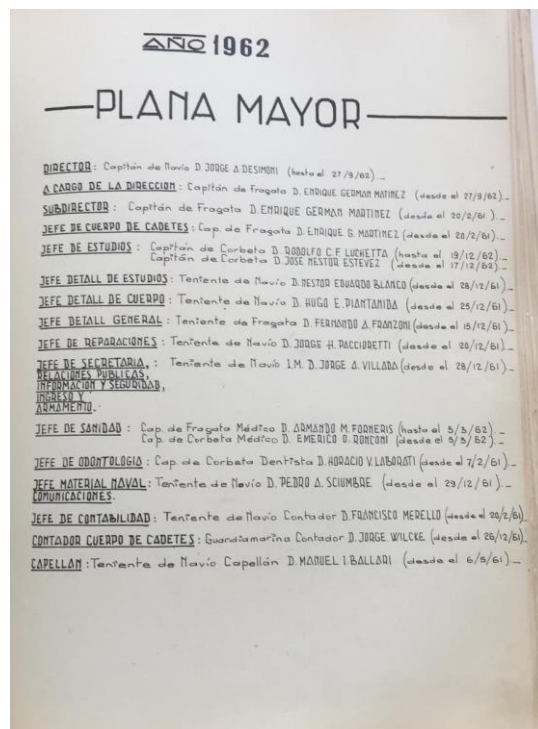 AÑO 1962
PLANA MAYOR
DIRECTOR: Capitán de Navío D. JORGE A DESIMONI (hasta el 27/9/62)._
A CARGO DE LA DIRECCION: Capitán de Fragata D. ENRIQUE GERMAN MATINEZ (desde el 27/9/62)._
SUBDIRECTOR: Capitán de Fragata D. ENRIQUE GERMAN MARTINEZ (desde el 20/2/61)._
JEFE DE CUERPO DE CADETES: Cap. de Fragata D. ENRIQUE G. MARTINEZ (desde el 20/2/61)._
JEFE DE ESTUDIOS: Capitán de Corbeta D. RODOLFO C.F. LUCHETTA (hasta el 19/12/62)._
Capitán de Corbeta D. JOSE NESTOR ESTEVEZ (desde el 17/12/62)._
JEFE DETALL DE ESTUDIOS: Teniente de Navío D. NESTOR EDUARDO BLANCO (desde el 28/12/61)._
JEFE DETALL DE CUERPO: Teniente de Navío D. HUGO E. PIANTANIDA (desde el 25/12/61)._
JEFE DETALL GENERAL: Teniente de Fragata D. FERNANDO A. FRANZONI (desde el 15/12/61)._
JEFE DE REPARACIONES: Teniente de Navío D. JORGE H. PACCIORETTI (desde el 20/12/61)._
JEFE DE SECRETARIA,: Teniente de Navío I.M. D. JORGE A. VILLADA (desde el 28/12/61)._
RELACIONES PUBLICAS,
INFORMACION Y SEGURIDAD,
INGRESO Y
ARMAMENTO._
JEFE DE SANIDAD: Cap. de Fragata Médico D. ARMANDO M. FORNERIS (hasta el 5/3/62)._
Cap. de Corbeta Médico D. EMERICO O. RONCONI (desde el 5/3/62)._
JEFE DE ODONTOLOGIA: Cap. de Corbeta Dentista D. HORACIO V. LABORATI (desde el 7/2/61)._
JEFE MATERIAL NAVAL: Teniente de Navío D. PEDRO A. SCIUMBRE (desde el 29/12/61)._
COMUNICACIONES.
JEFE DE CONTABILIDAD: Teniente de Navío Contador D. FRANCISCO MERELLO (desde el 20/2/61)._
CONTADOR CUERPO DE CADETES: Guardiamarina Contador D. JORGE WILCKE (desde el 26/12/61)._
CAPELLAN: Teniente de Navío Capellán D. MANUEL I. BALLARI (desde el 6/5/61)._